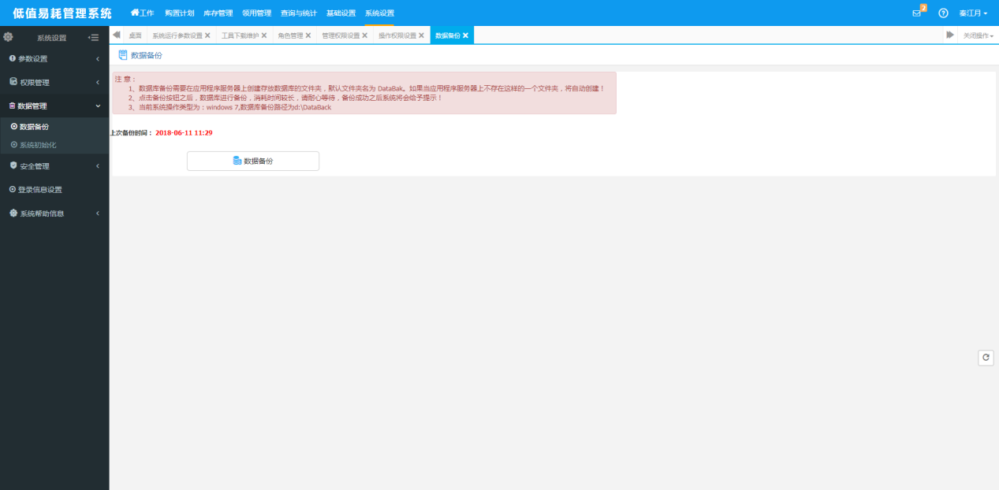 低值易耗管理系统
工作 购置计划 库存管理 领用管理 查询与统计 基础设置 系统设置
2
秦江月
系统设置
桌面 系统运行参数设置 工具下载维护 角色管理 管理权限设置 操作权限设置 数据备份 关闭操作
参数设置
权限管理
数据管理
数据备份
系统初始化
安全管理
登录信息设置
系统帮助信息
数据备份
注 意：
1、数据库备份需要在应用程序服务器上创建存放数据库的文件夹，默认文件夹名为 DataBak。如果当应用程序服务器上不存在这样的一个文件夹，将自动创建！
2、点击备份按钮之后，数据库进行备份，消耗时间较长，请耐心等待，备份成功之后系统将会给予提示！
3、当前系统操作类型为：windows 7,数据库备份路径为d:\DataBack
上次备份时间： 2018-06-11 11:29
数据备份